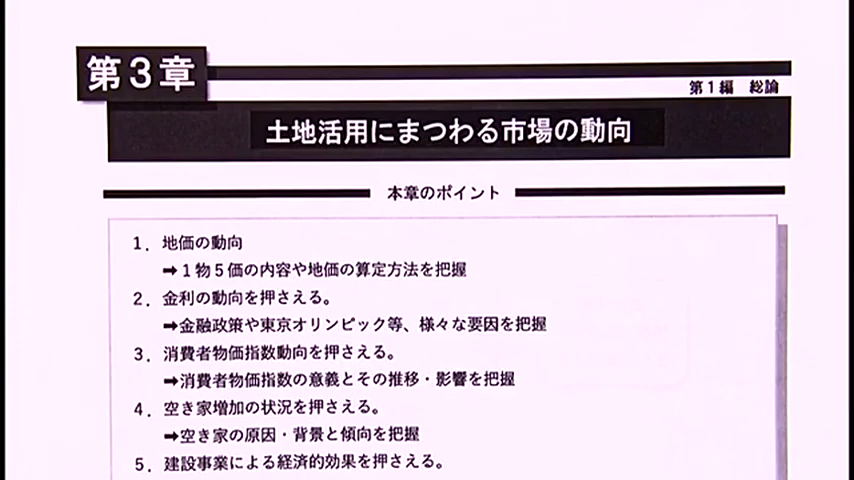 第3章
第1編　総論
土地活用にまつわる市場の動向
本章のポイント
1．地価の動向
➡1物5価の内容や地価の算定方法を把握
2．金利の動向を押さえる。
➡金融政策や東京オリンピック等、様々な要因を把握
3．消費者物価指数動向を押さえる。
➡消費者物価指数の意義とその推移・影響を把握
4．空き家増加の状況を押さえる。
➡空き家の原因・背景と傾向を把握
5．建設事業による経済的効果を押さえる。